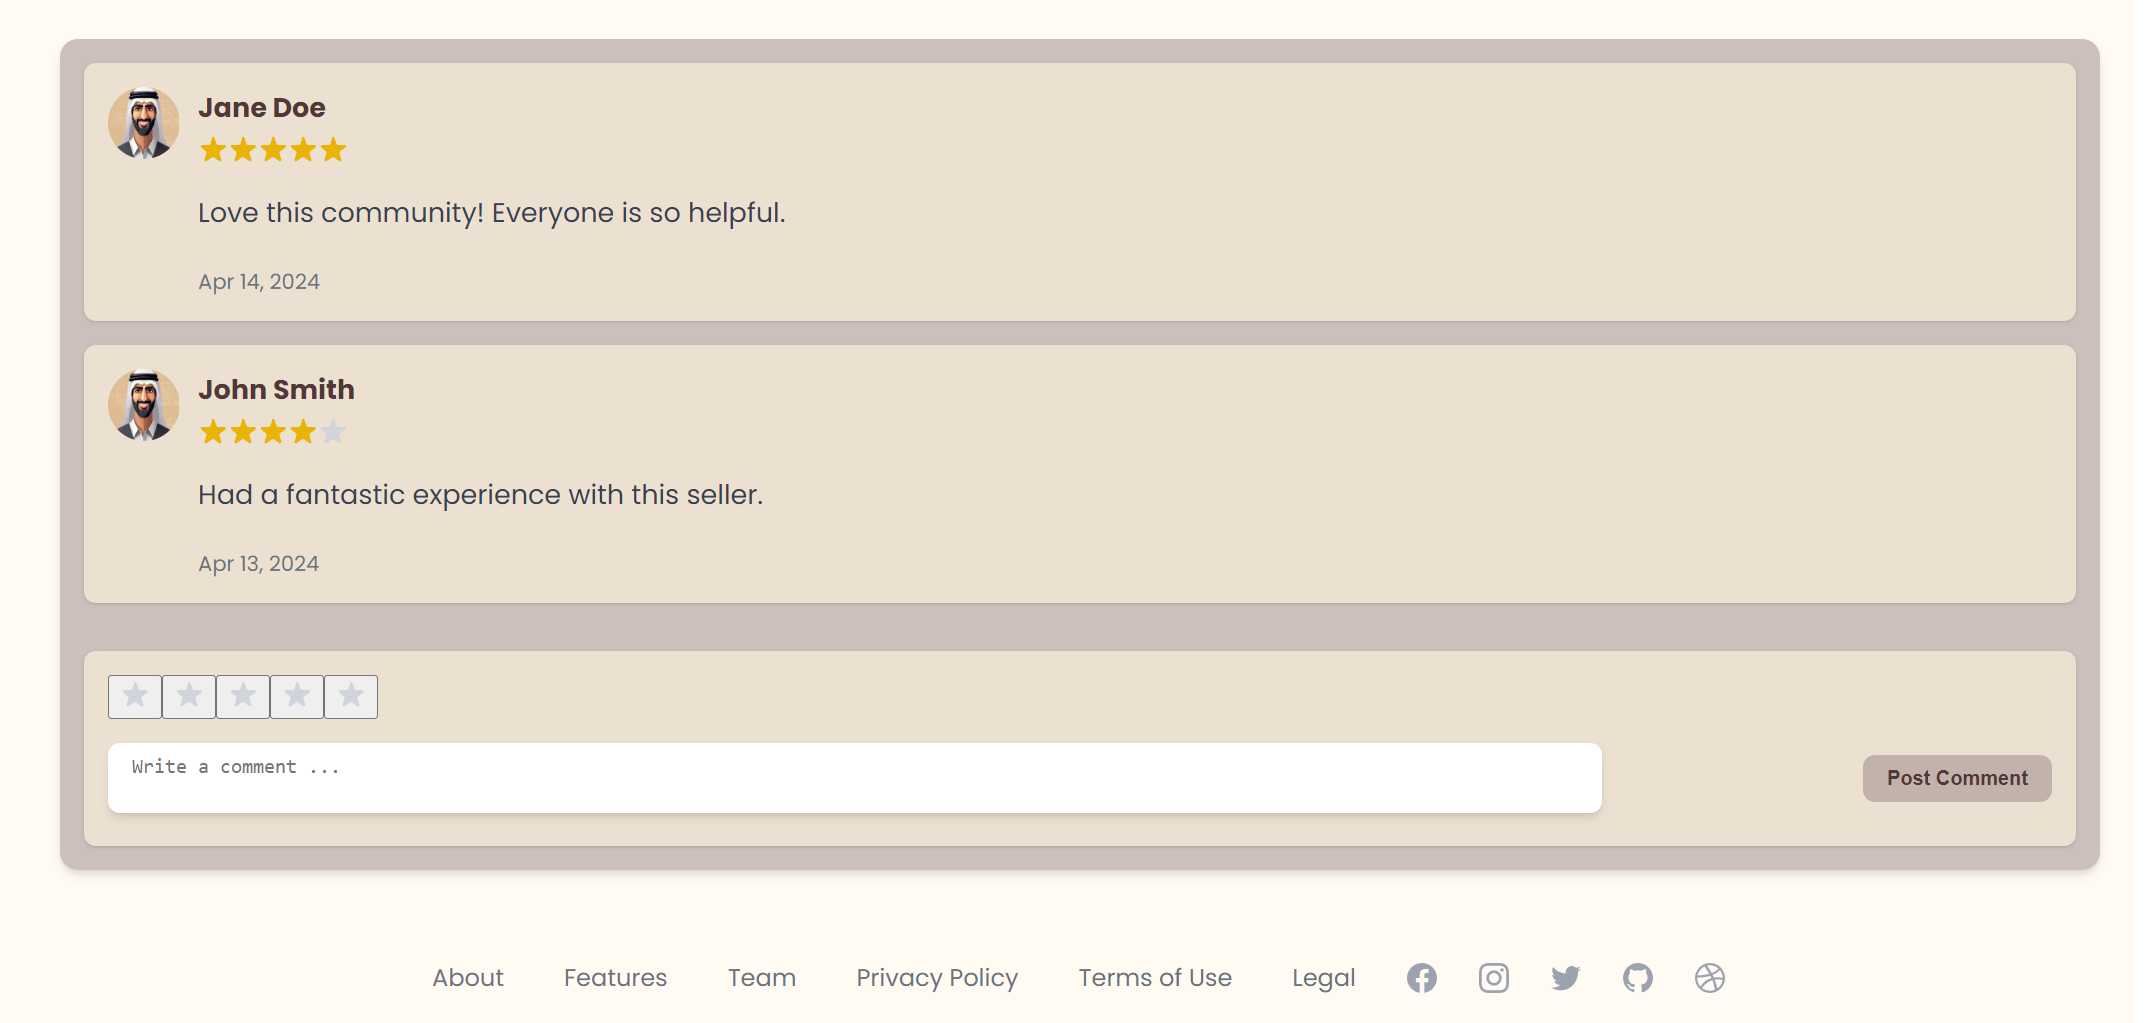 Jane Doe
Love this community! Everyone is so helpful.
Apr 14, 2024
John Smith
Had a fantastic experience with this seller.
Apr 13, 2024
Write a comment ...
Post Comment
About Features Team Privacy Policy Terms of Use Legal